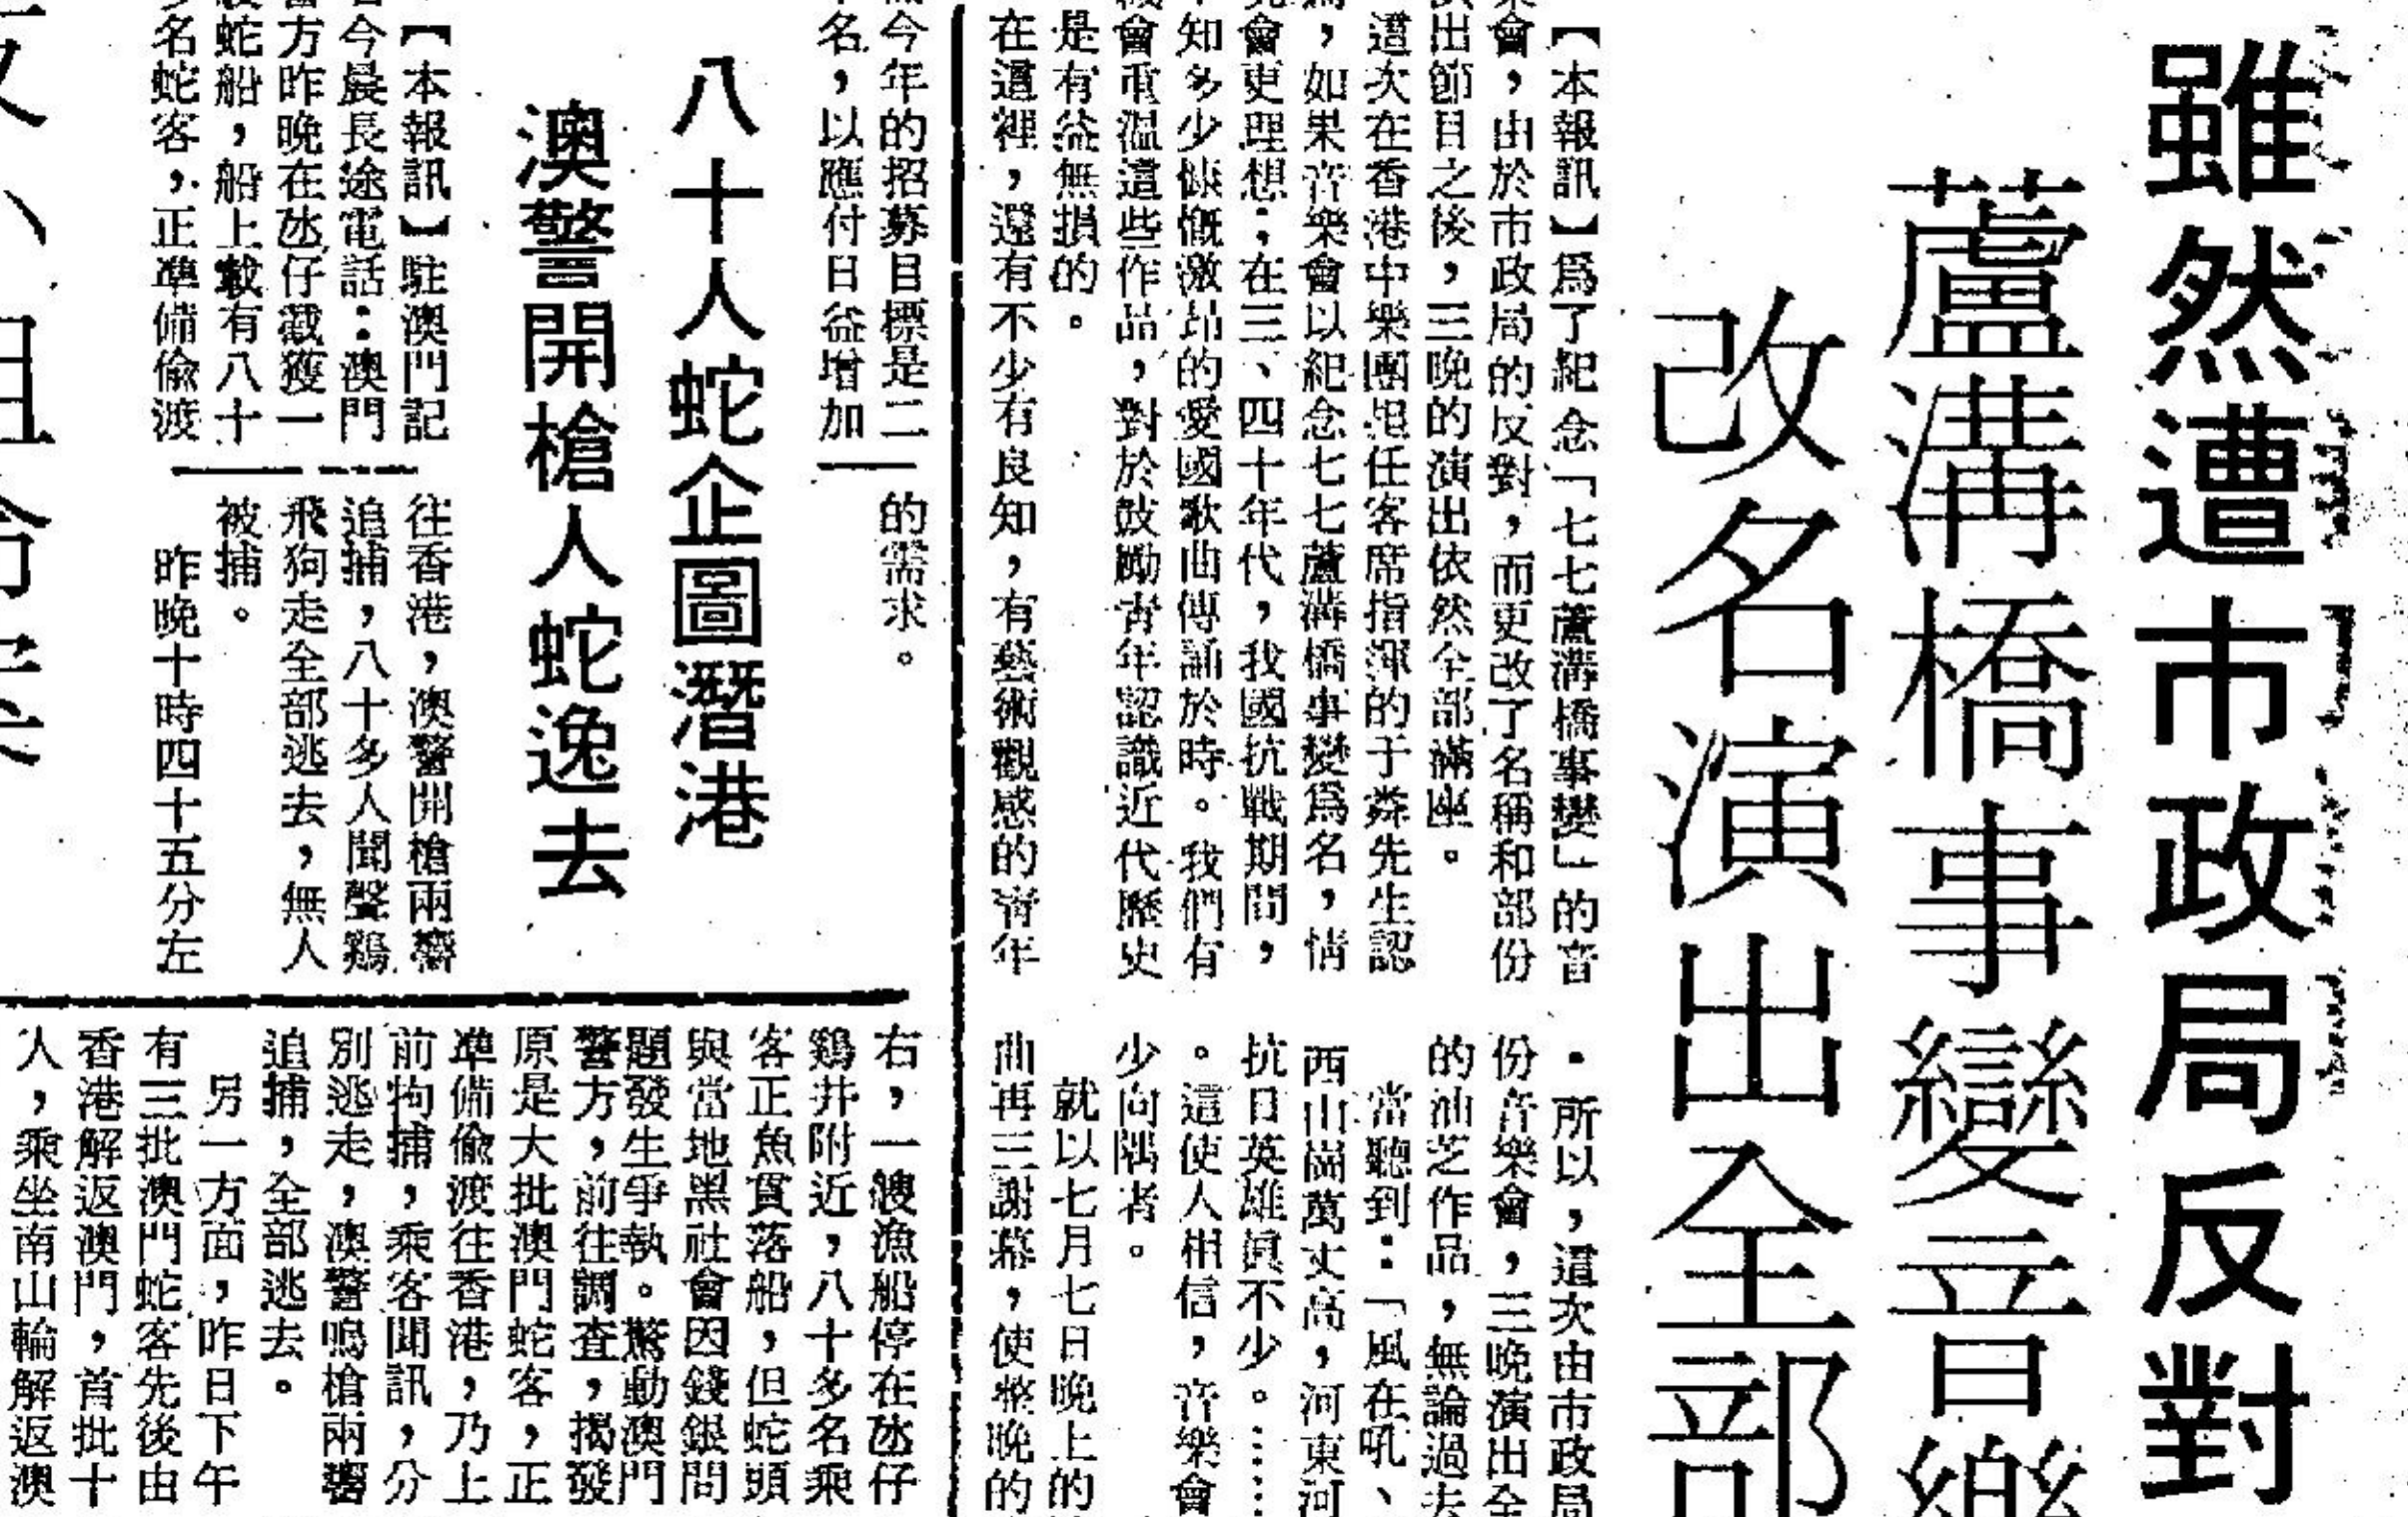 雖然遭市政局反對
蘆溝橋事變音樂
改名演出全部
【本報訊】爲了紀念「七七蘆溝橋事變」的音
樂會，由於市政局的反對，而更改了名稱和部份
演出節目之後，三晚的演出依然全部滿座。
這次在香港中樂團担任客席指揮的于粦先生認
爲，如果音樂會以紀念七七蘆溝橋事變爲名，情
會更理想；在三、四十年代，我國抗戰期間，
知多少慷慨激昂的愛國歌曲傳誦於時。我們有
機會重溫這些作品，對於鼓勵青年認識近代歷史
是有益無損的。
在這裡，還有不少有良知，有藝術觀感的青年
。所以，這次由市政局
份音樂會，三晚演出全
的油芝作品，無論過去
當聽到：「風在吼、
西山崗萬丈高，河東河
抗日英雄眞不少。……
。這使人相信，音樂會
少向隅者。
就以七月七日晚上的
曲再三謝幕，使整晚的
今年的招募目標是二
名，以應付日益增加
的需求。
八十人蛇企圖潛港
澳警開槍人蛇逸去
【本報訊】駐澳門記
今晨長途電話：澳門
警方昨晚在氹仔截獲一
蛇船，船上載有八十
多名蛇客，正準備偷渡
往香港，澳警開槍兩響
追捕，八十多人聞聲鷄
飛狗走全部逃去，無人
被捕。
昨晚十時四十五分左
右，一艘漁船停在氹仔
鷄井附近，八十多名乘
客正魚貫落船，但蛇頭
與當地黑社會因錢銀問
題發生爭執。驚動澳門
警方，前往調查，揭發
原是大批澳門蛇客，正
準備偷渡往香港，乃上
前拘捕，乘客聞訊，分
別逃走，澳警鳴槍兩響
追捕，全部逃去。
另一方面，昨日下午
有三批澳門蛇客先後由
香港解返澳門，首批十
人，乘坐南山輪解返澳